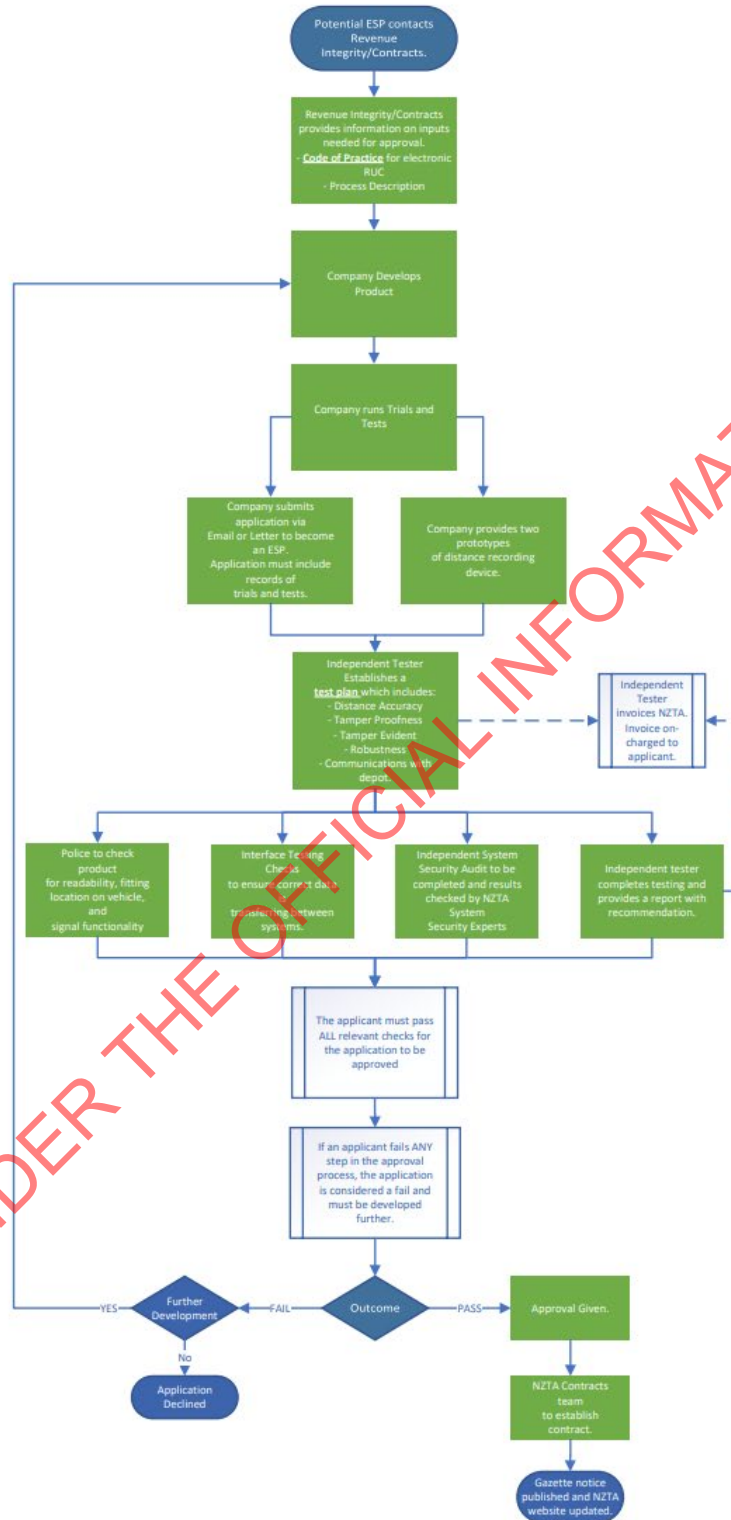 Potential ESP contacts
Revenue
Integrity/Contracts.
Revenue Integrity/Contracts
provides information on inputs
needed for approval.
- Code of Practice for electronic
RUC
- Process Description
Company Develops
Product
Company runs Trials and
Tests
Company submits
application via
Email or Letter to become
an ESP.
Application must include
records of
trials and tests.
Company provides two
prototypes
of distance recording
device.
Independent Tester
Establishes a
test plan which includes:
- Distance Accuracy
- Tamper Proofness
- Tamper Evident
- Robustness
- Communications with
depot.
Independent
Tester
invoices NZTA.
Invoice on-
charged to
applicant.
Police to check
product
for readability, fitting
location on vehicle,
and
signal functionality
Interface Testing
Checks
to ensure correct data
transferring between
systems.
Independent System
Security Audit to be
completed and results
checked by NZTA
System
Security Experts
Independent tester
completes testing and
provides a report with
recommendation.
The applicant must pass
ALL relevant checks for
the application to be
approved
If an applicant fails ANY
step in the approval
process, the application
is considered a fail and
must be developed
further.
YES
Further
Development
FAIL
Outcome
PASS
Approval Given.
No
Application
Declined
NZTA Contracts
team
to establish
contract.
Gazette notice
published and NZTA
website updated.
UNDER THE OFFICIAL INFORMAT